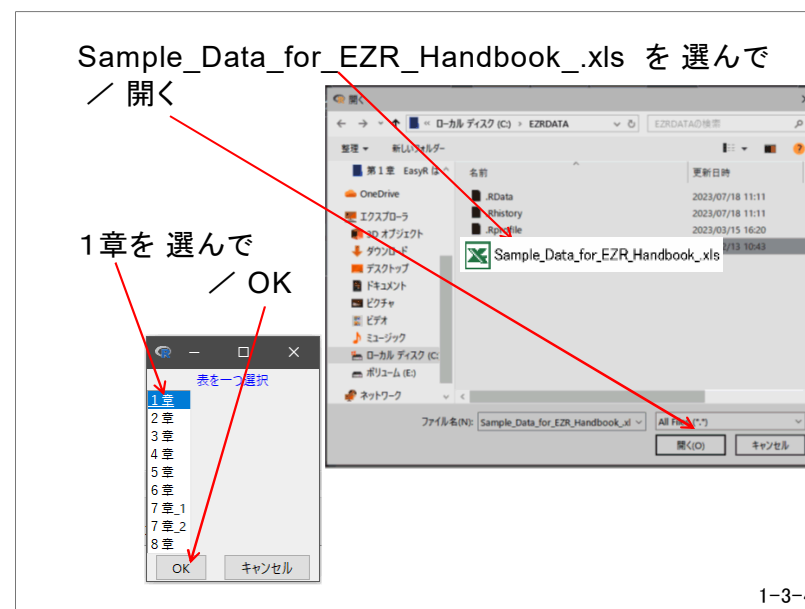 Sample_Data_for_EZR_Handbook_.xls を 選んで
／ 開く
開く
ローカル ディスク (C:) › EZRDATA
EZRDATAの検索
整理
新しいフォルダー
第１章 EasyR は
名前
更新日時
OneDrive
.RData
2023/07/18 11:11
エクスプローラ
.Rhistory
2023/07/18 11:11
3D オブジェクト
.Rprofile
2023/03/15 16:20
ダウンロード
Sample_Data_for_EZR_Handbook_.xls
/13 10:43
デスクトップ
ドキュメント
ピクチャ
ビデオ
ミュージック
ローカル ディスク (C:
ボリューム (E:)
ネットワーク
ファイル名(N):
Sample_Data_for_EZR_Handbook_.xl
All Files (*.*)
開く(O)
キャンセル
1章を 選んで
／ OK
表を一つ選択
1 章
2 章
3 章
4 章
5 章
6 章
7 章_1
7 章_2
8 章
OK
キャンセル
1-3-